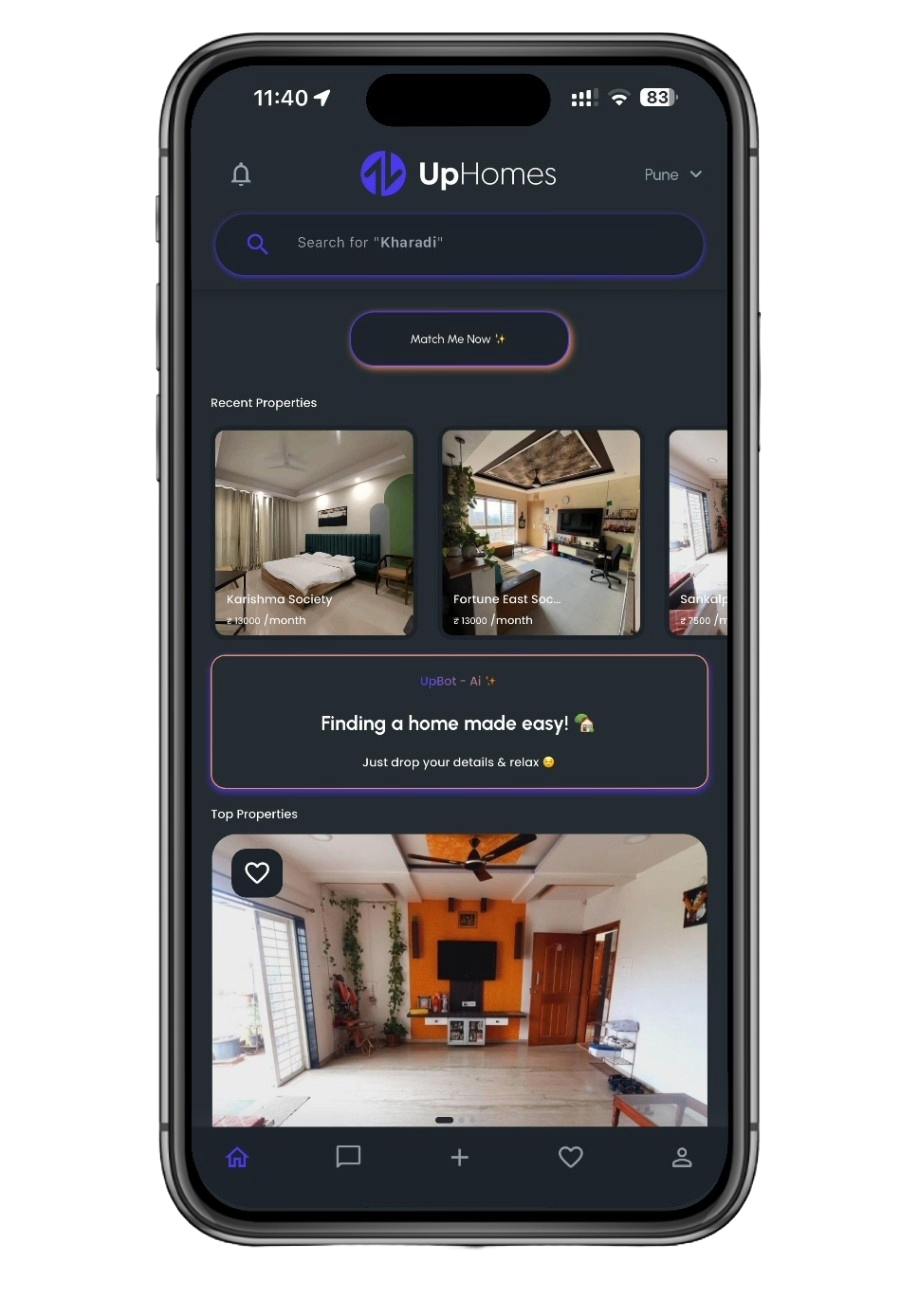 11:40
83
UpHomes
Pune
Search for "Kharadi"
Match Me Now ✨
Recent Properties
Karishma Society
₹ 13000 /month
Fortune East Soc...
₹ 13000 /month
Sankalp
₹ 7500 /m
UpBot - Ai ✨
Finding a home made easy! 🏡
Just drop your details & relax ☺️
Top Properties